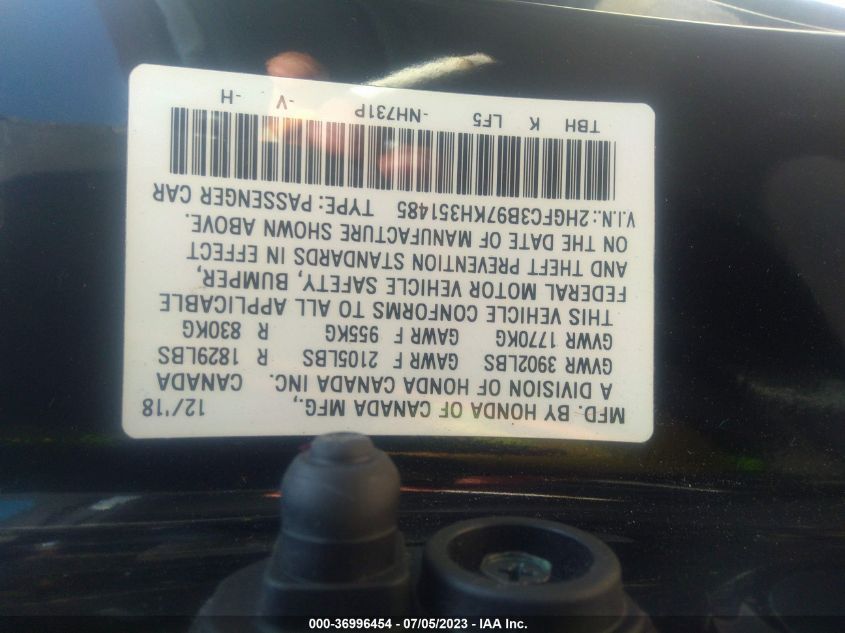 MFD. BY HONDA OF CANADA MFG., 12/'18
A DIVISION OF HONDA CANADA INC. CANADA
GVWR 3902LBS GAWR F 2105LBS R 1829LBS
GVWR 1770KG GAWR F 955KG R 830KG
THIS VEHICLE CONFORMS TO ALL APPLICABLE
FEDERAL MOTOR VEHICLE SAFETY, BUMPER,
AND THEFT PREVENTION STANDARDS IN EFFECT
ON THE DATE OF MANUFACTURE SHOWN ABOVE.
V.I.N.:2HGFC3B97KH351485 TYPE:PASSENGER CAR
TBH K LF5 -NH731P -V -H
000-36996454 / 07/05/2023 - IAA Inc.